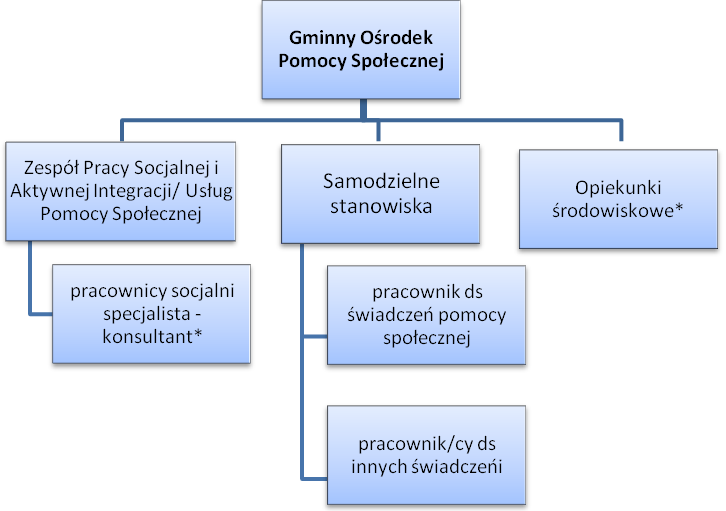 Gminny Ośrodek
Pomocy Społecznej
Zespół Pracy Socjalnej i
Aktywnej Integracji/ Usług
Pomocy Społecznej
Samodzielne
stanowiska
Opiekunki
środowiskowe*
pracownicy socjalni
specjalista -
konsultant*
pracownik ds
świadczeń pomocy
społecznej
pracownik/cy ds
innych świadczeńi